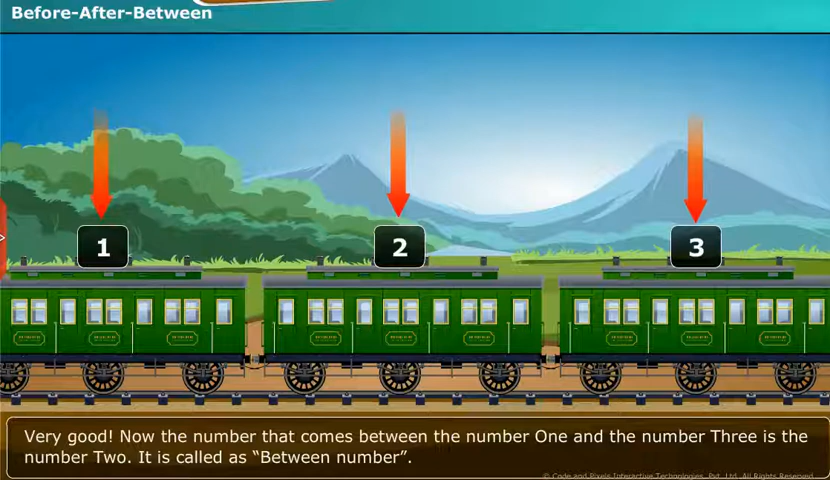 Before-After-Between
1
2
3
Very good! Now the number that comes between the number One and the number Three is the
number Two. It is called as “Between number”.
© Code and Pixels Interactive Technologies. Pvt. Ltd. All Rights Reserved